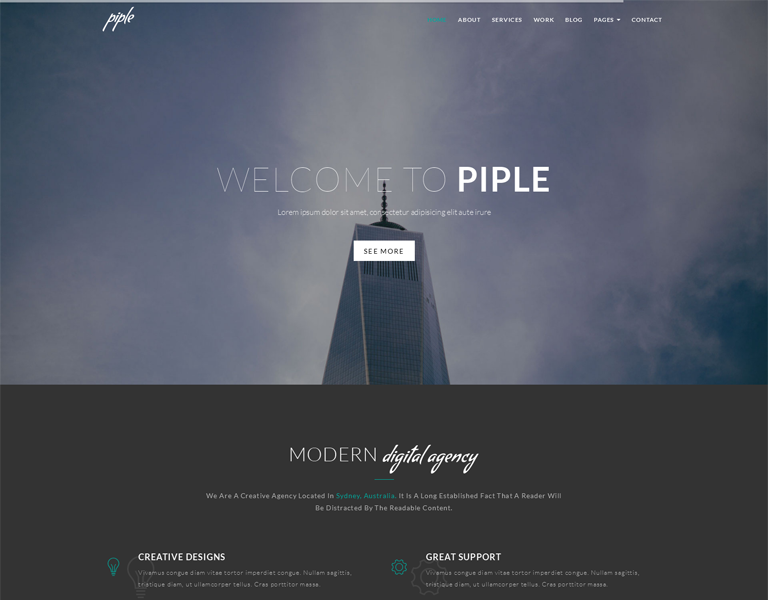 piple
HOME ABOUT SERVICES WORK BLOG PAGES CONTACT
WELCOME TO PIPLE
Lorem ipsum dolor sit amet, consectetur adipisicing elit aute irure
SEE MORE
MODERN digital agency
We Are A Creative Agency Located In Sydney, Australia. It Is A Long Established Fact That A Reader Will
Be Distracted By The Readable Content.
CREATIVE DESIGNS
Vivamus congue diam vitae tortor imperdiet congue. Nullam sagittis,
tristique diam, ut ullamcorper tellus. Cras porttitor massa.
GREAT SUPPORT
Vivamus congue diam vitae tortor imperdiet congue. Nullam sagittis,
tristique diam, ut ullamcorper tellus. Cras porttitor massa.